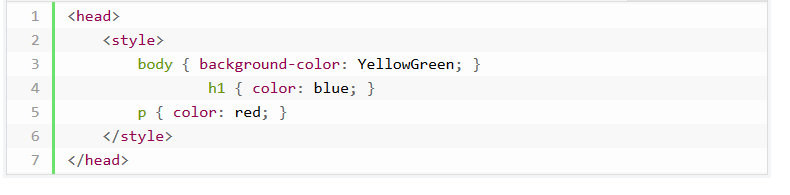 1 <head>
2     <style>
3         body { background-color: YellowGreen; }
4                 h1 { color: blue; }
5         p { color: red; }
6     </style>
7 </head>